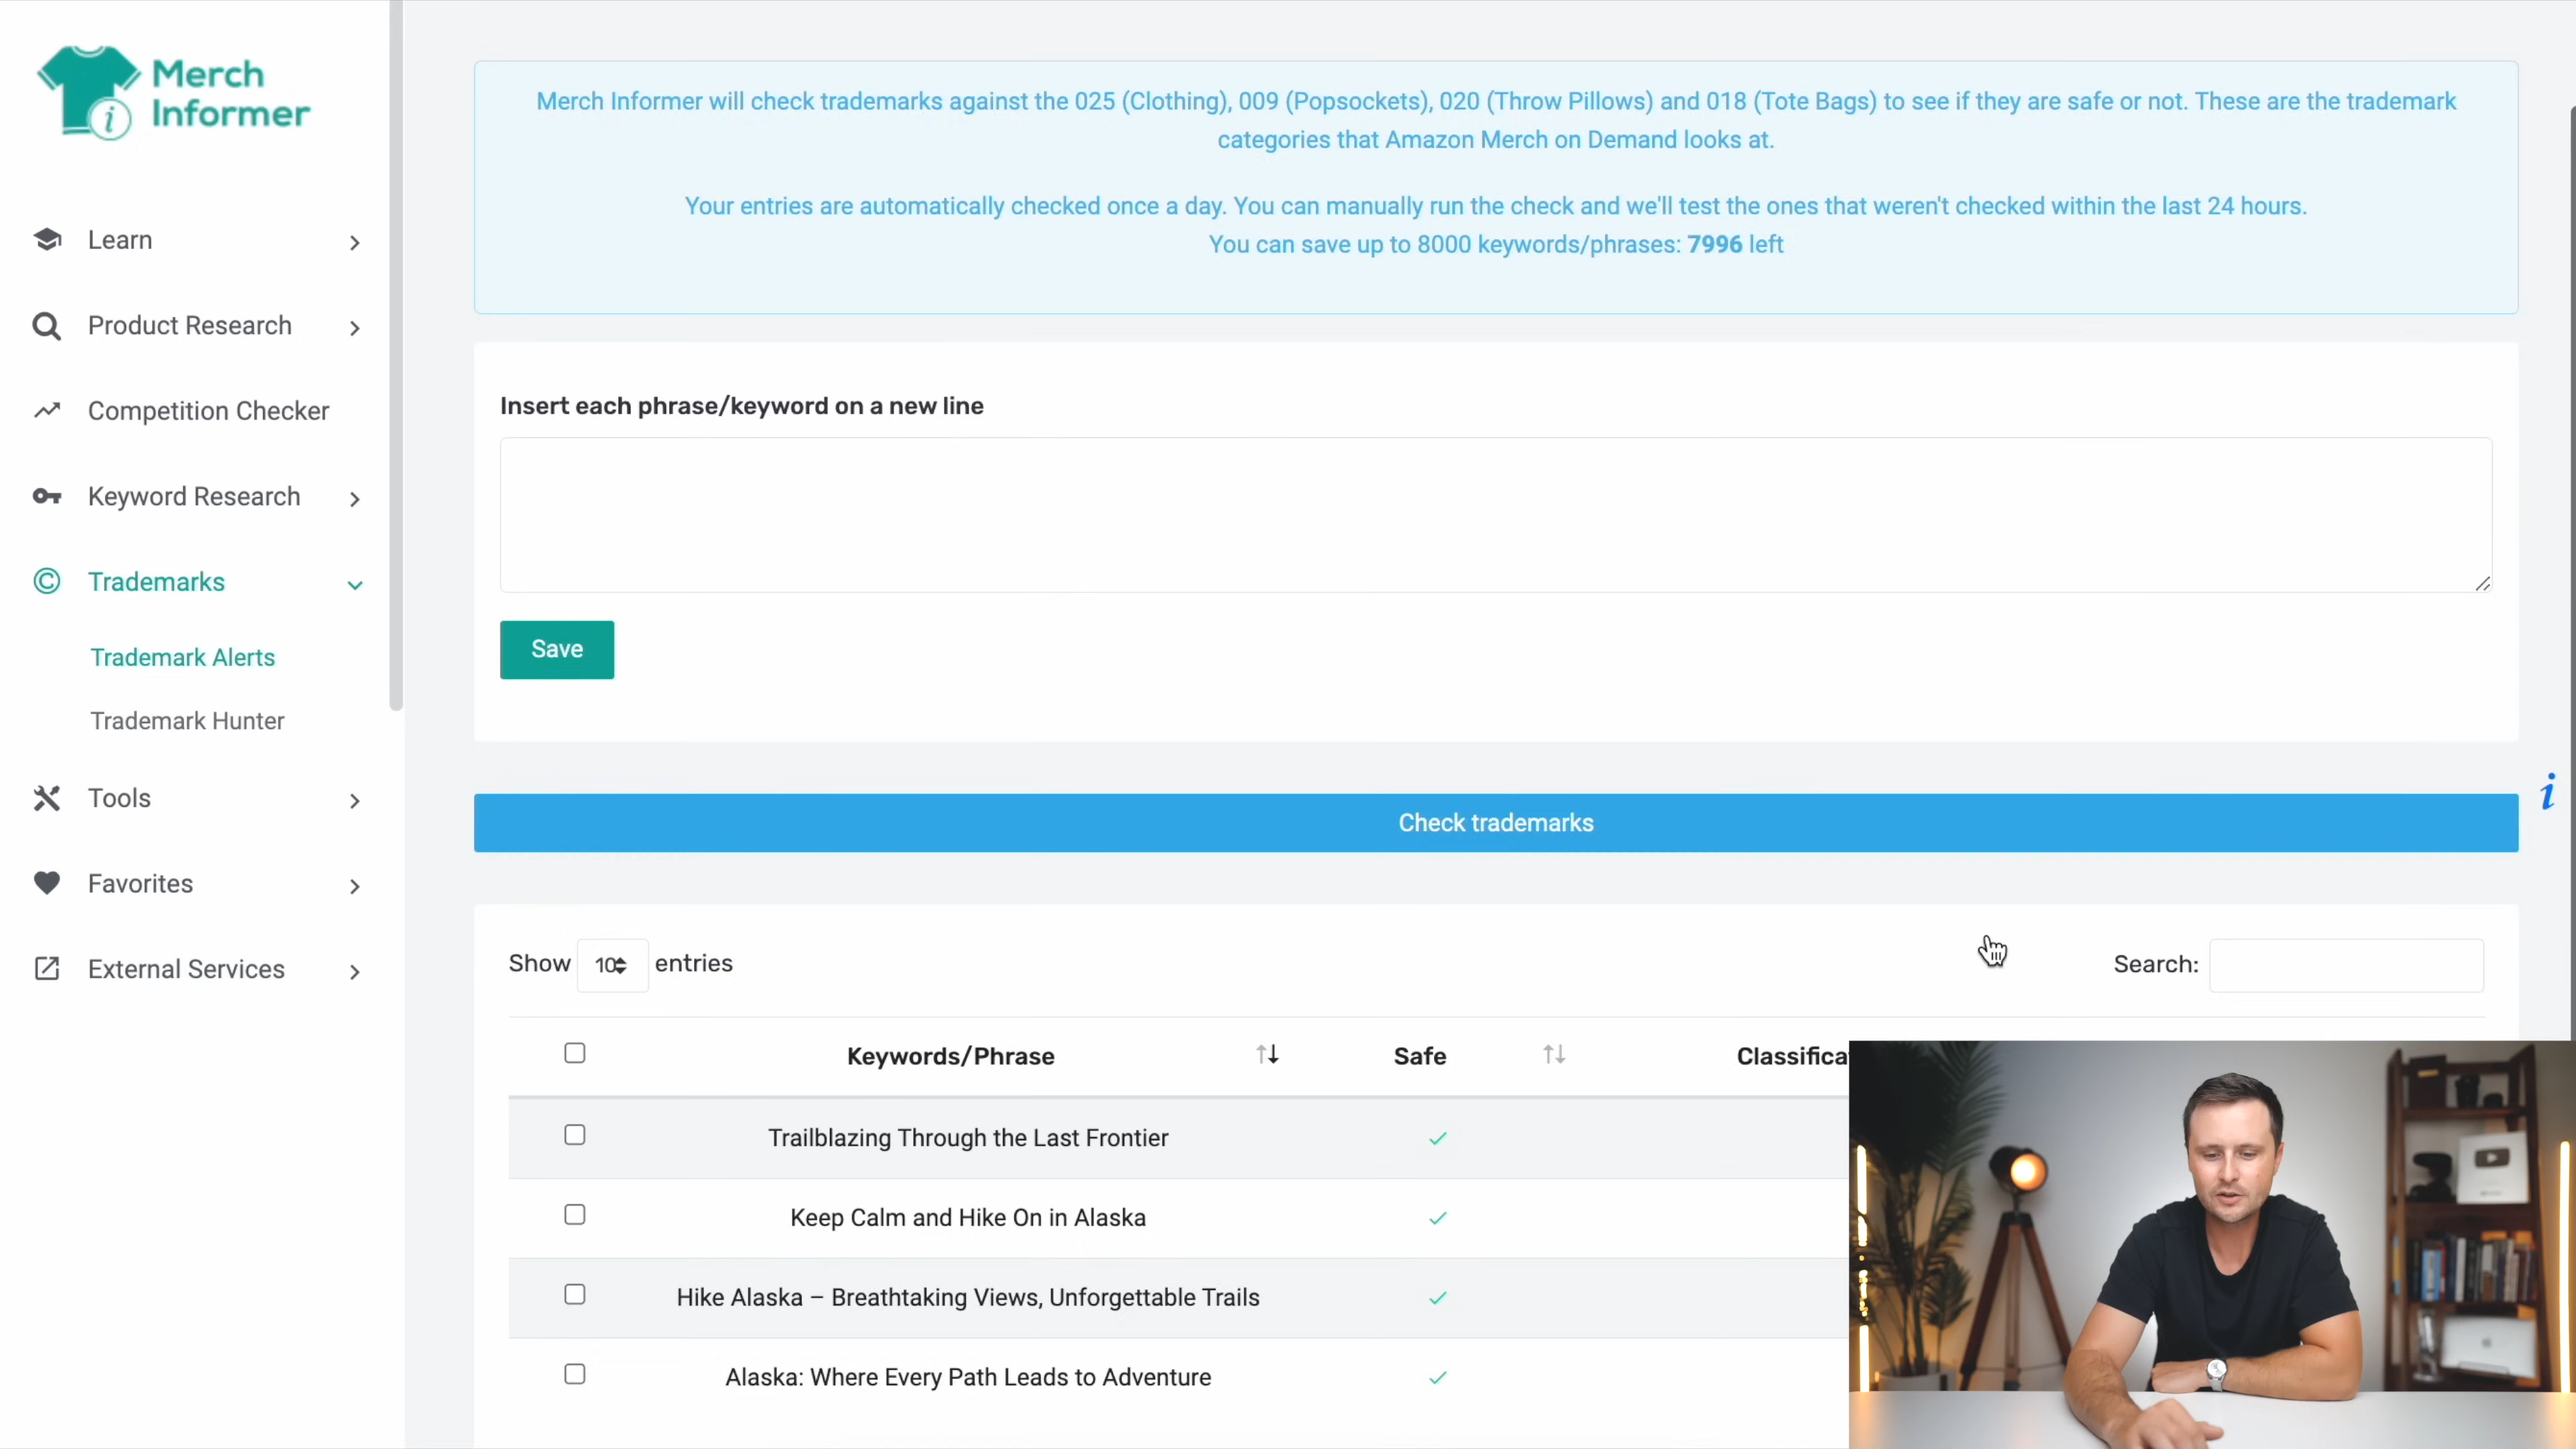 Merch
Informer
Learn
Product Research
Competition Checker
Keyword Research
Trademarks
Trademark Alerts
Trademark Hunter
Tools
Favorites
External Services
Merch Informer will check trademarks against the 025 (Clothing), 009 (Popsockets), 020 (Throw Pillows) and 018 (Tote Bags) to see if they are safe or not. These are the trademark
categories that Amazon Merch on Demand looks at.
Your entries are automatically checked once a day. You can manually run the check and we'll test the ones that weren't checked within the last 24 hours.
You can save up to 8000 keywords/phrases: 7996 left
Insert each phrase/keyword on a new line
Save
Check trademarks
Show 10 entries
Search:
Keywords/Phrase Safe Classifica
Trailblazing Through the Last Frontier
Keep Calm and Hike On in Alaska
Hike Alaska – Breathtaking Views, Unforgettable Trails
Alaska: Where Every Path Leads to Adventure